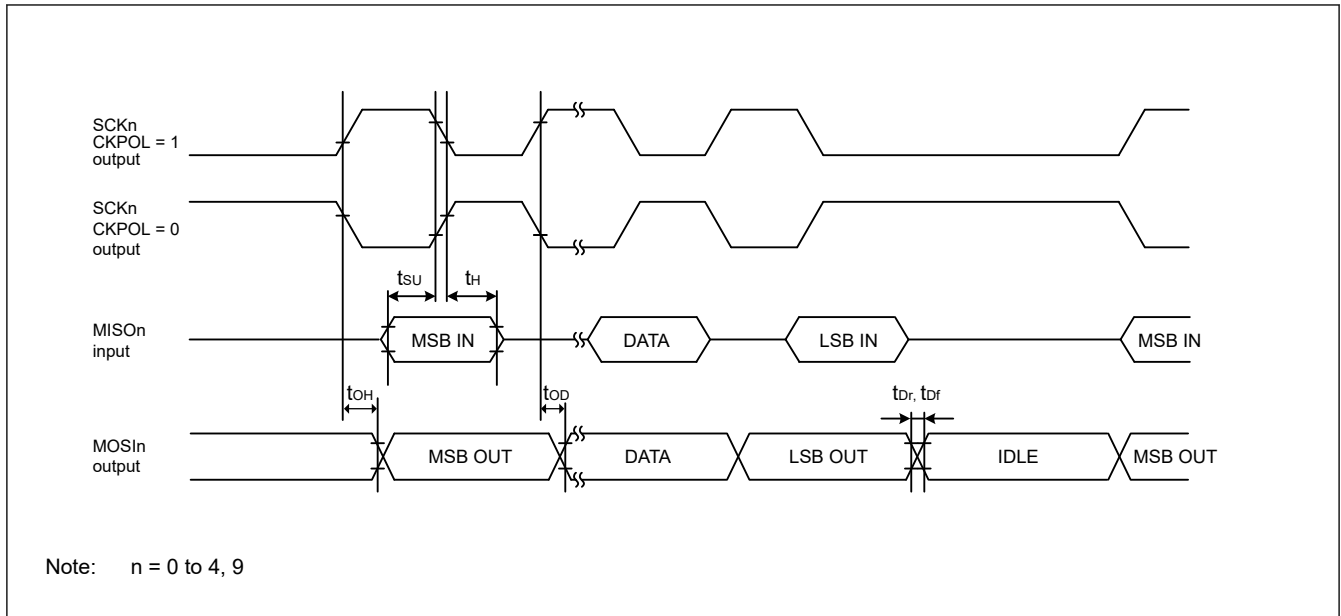 SCKn
CKPOL = 1
output
SCKn
CKPOL = 0
output
tSU
tH
MISOn
input
MSB IN
DATA
LSB IN
MSB IN
tOH
tOD
tDr, tDf
MOSIn
output
MSB OUT
DATA
LSB OUT
IDLE
MSB OUT
Note: n = 0 to 4, 9